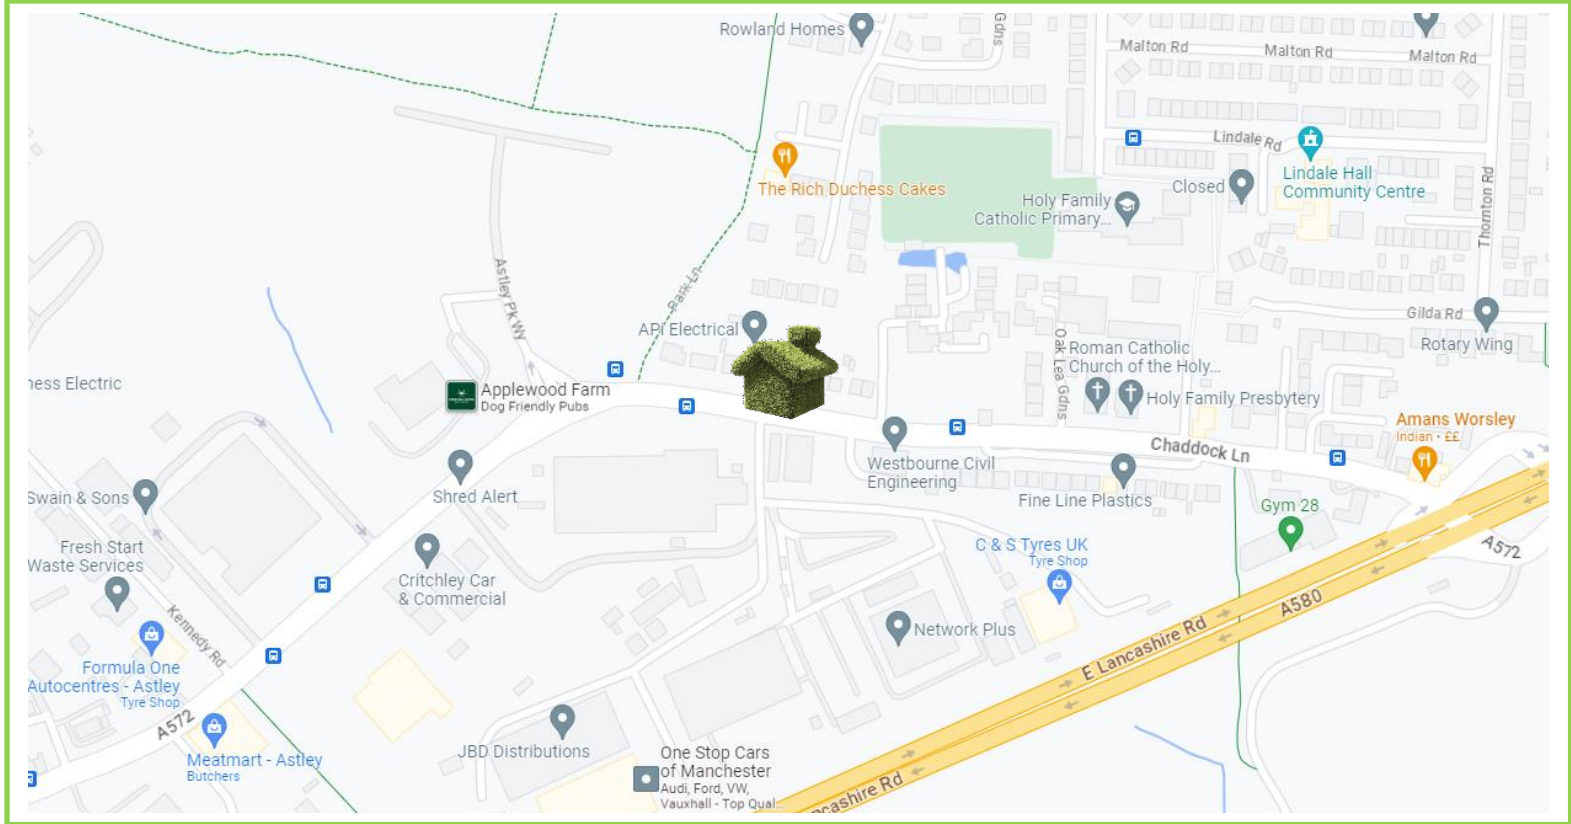 Rowland Homes
Gdns
Malton Rd
Malton Rd
Malton Rd
Lindale Rd
Lindale Hall
Community Centre
Closed
Thornton Rd
The Rich Duchess Cakes
Holy Family
Catholic Primary...
Astley Pk Wy
Park Ln
API Electrical
Gilda Rd
Rotary Wing
Oak Lea Gdns
Roman Catholic
Church of the Holy...
Holy Family Presbytery
ness Electric
Applewood Farm
Dog Friendly Pubs
Amans Worsley
Indian • ££
Chaddock Ln
Westbourne Civil
Engineering
Fine Line Plastics
Swain & Sons
Shred Alert
Gym 28
A572
Fresh Start
Waste Services
Critchley Car
& Commercial
C & S Tyres UK
Tyre Shop
A580
E Lancashire Rd
Network Plus
Kennedy Rd
Formula One
Autocentres - Astley
Tyre Shop
A572
Meatmart - Astley
Butchers
JBD Distributions
One Stop Cars
of Manchester
Audi, Ford, VW,
Vauxhall - Top Qual...
cashire Rd